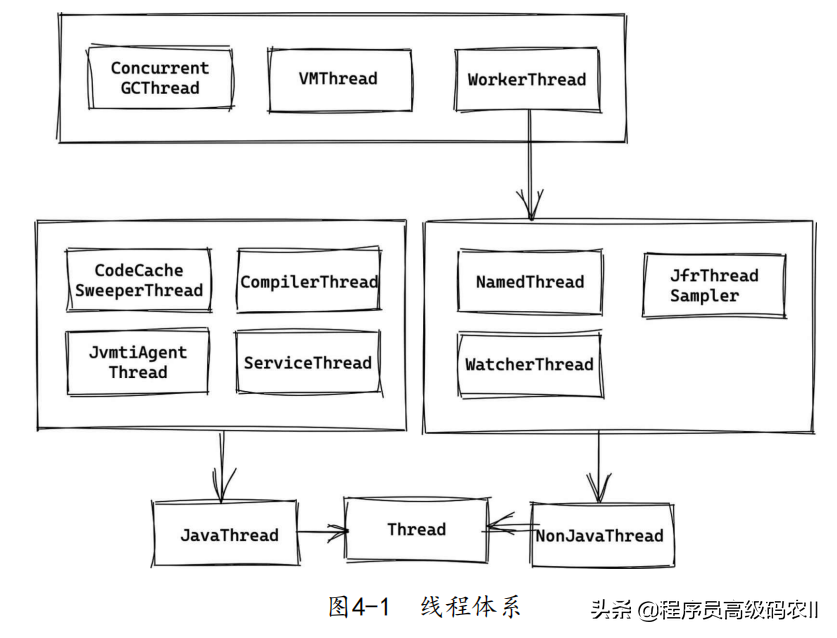 Concurrent
GCThread
VMThread
WorkerThread
CodeCache
SweeperThread
CompilerThread
JvmtiAgent
Thread
ServiceThread
NamedThread
JfrThread
Sampler
WatcherThread
JavaThread
Thread
NonJavaThread
图4-1 线程体系
头条 @程序员高级码农II